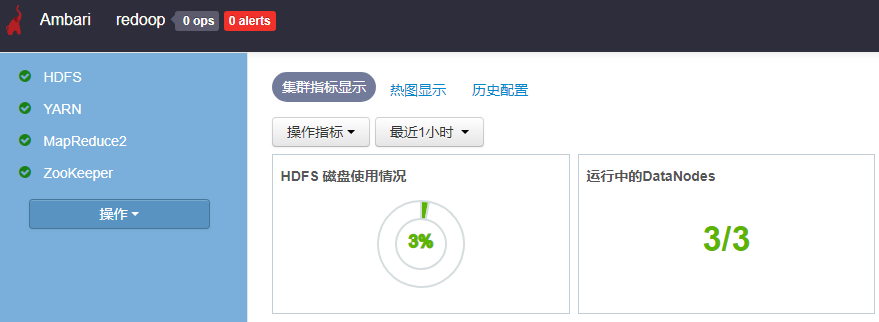 Ambari redoop 0 ops 0 alerts
HDFS
YARN
MapReduce2
ZooKeeper
操作
集群指标显示 热图显示 历史配置
操作指标 最近1小时
HDFS 磁盘使用情况
3%
运行中的DataNodes
3/3